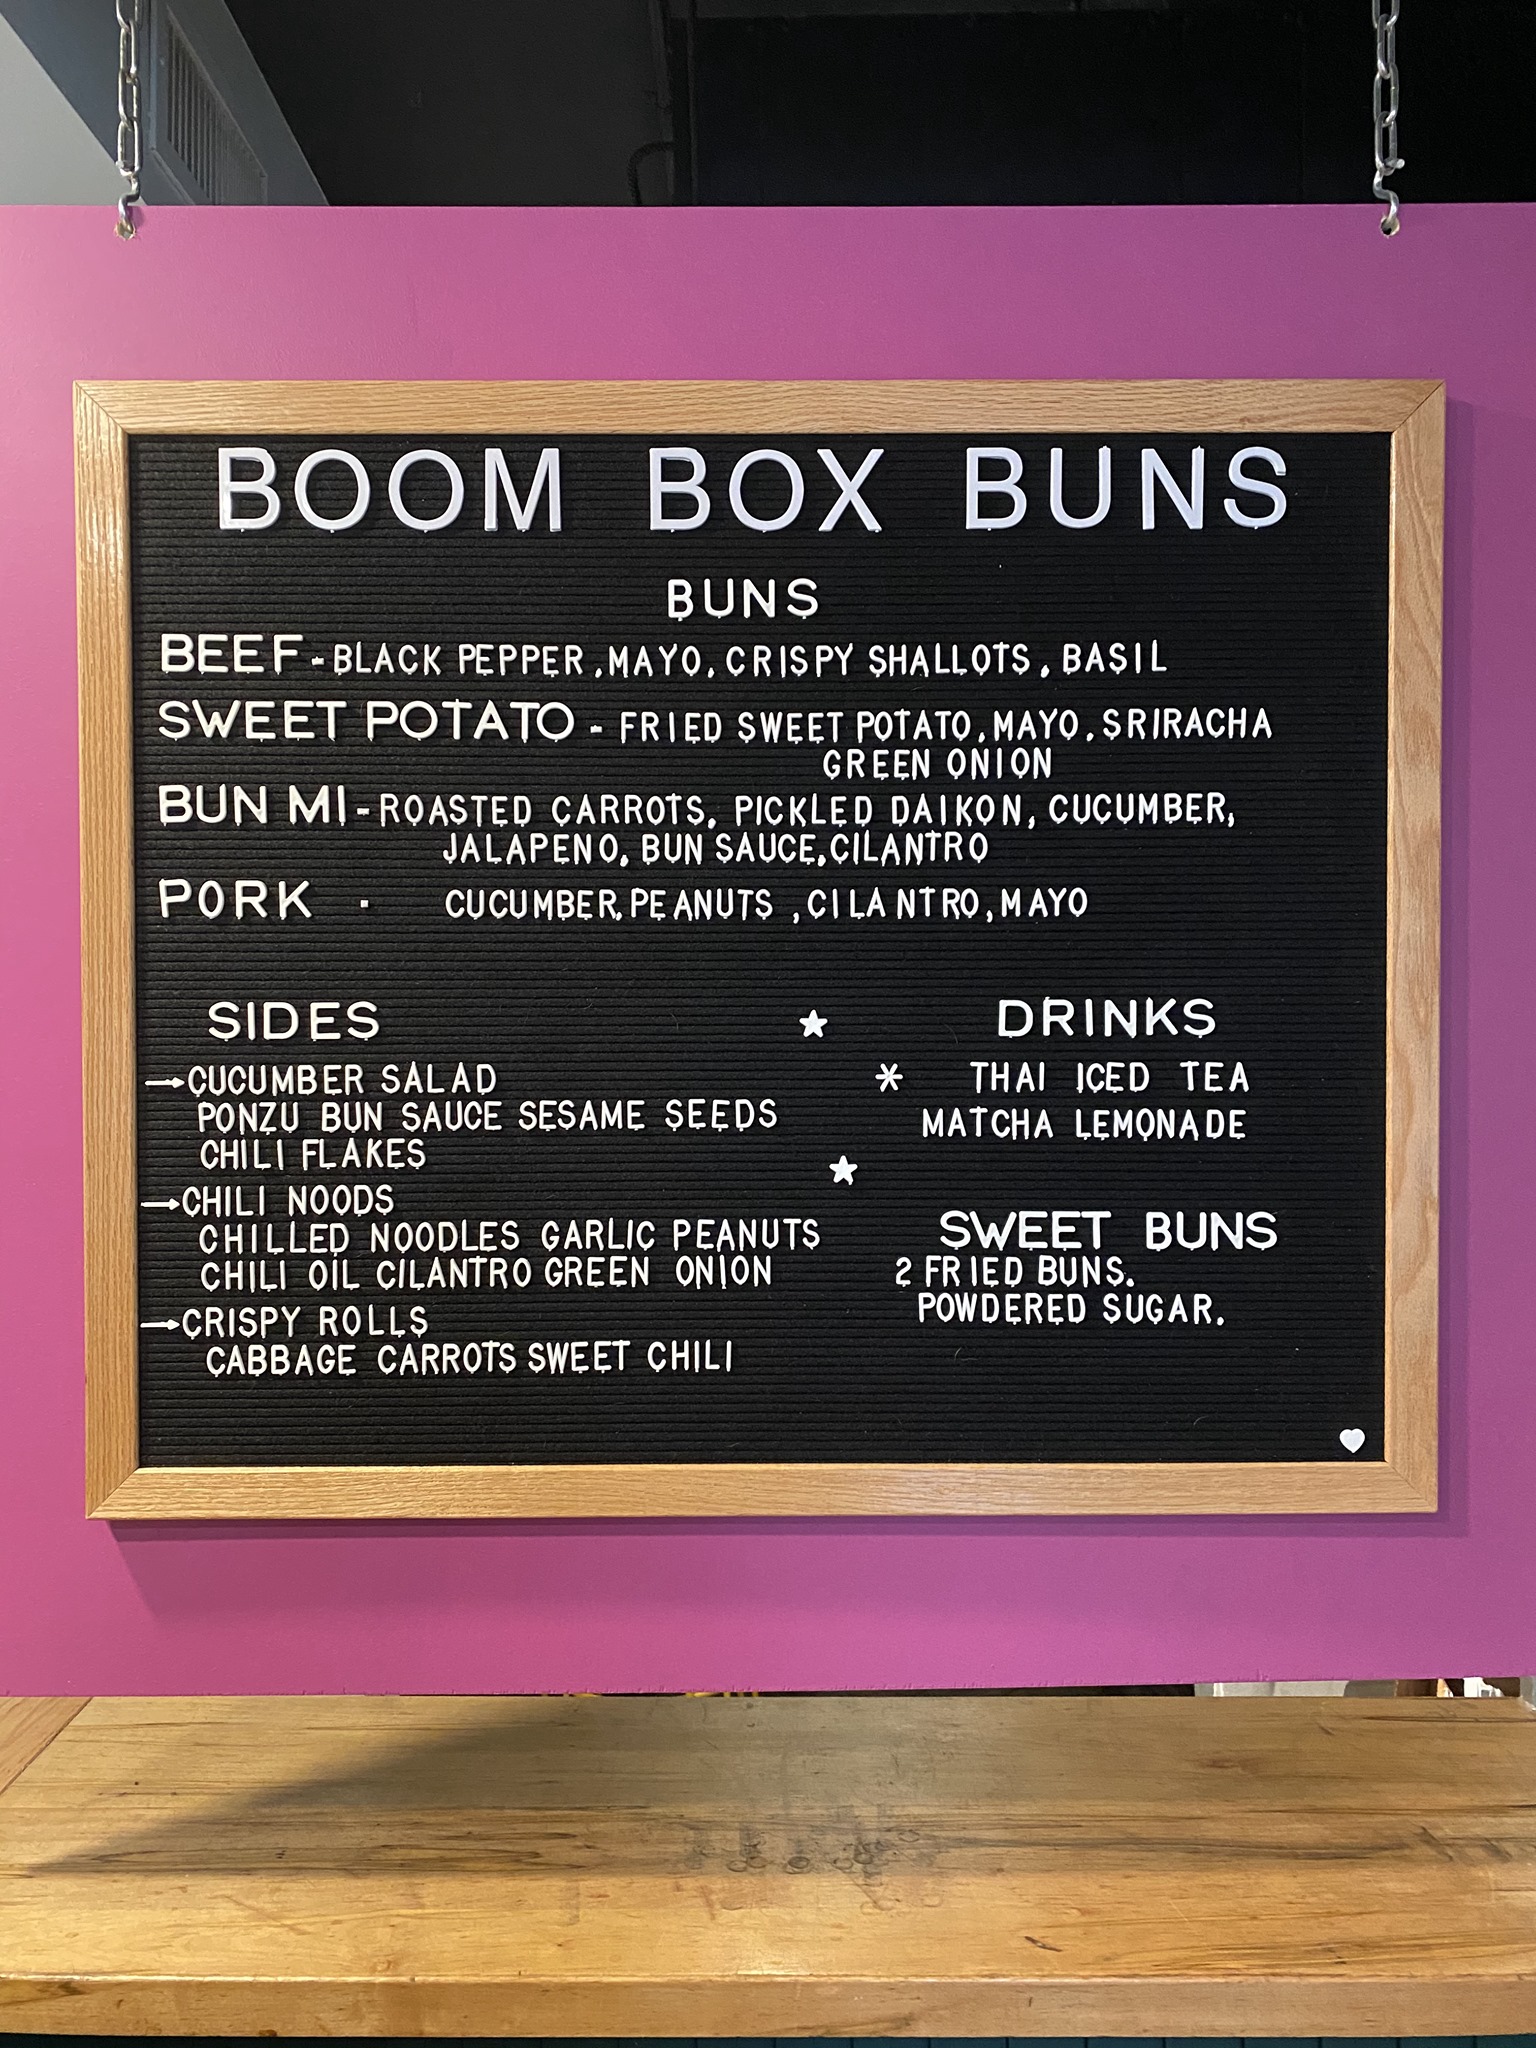 BOOM BOX BUNS
BUNS
BEEF-BLACK PEPPER,MAYO,CRISPY SHALLOTS,BASIL
SWEET POTATO - FRIED SWEET POTATO,MAYO,SRIRACHA
GREEN ONION
BUN MI-ROASTED CARROTS, PICKLED DAIKON, CUCUMBER,
JALAPENO, BUN SAUCE,CILANTRO
PORK · CUCUMBER,PEANUTS ,CILANTRO,MAYO
SIDES
→CUCUMBER SALAD
PONZU BUN SAUCE SESAME SEEDS
CHILI FLAKES
→CHILI NOODS
CHILLED NOODLES GARLIC PEANUTS
CHILI OIL CILANTRO GREEN ONION
→CRISPY ROLLS
CABBAGE CARROTS SWEET CHILI
DRINKS
* THAI ICED TEA
MATCHA LEMONADE
SWEET BUNS
2 FRIED BUNS.
POWDERED SUGAR.